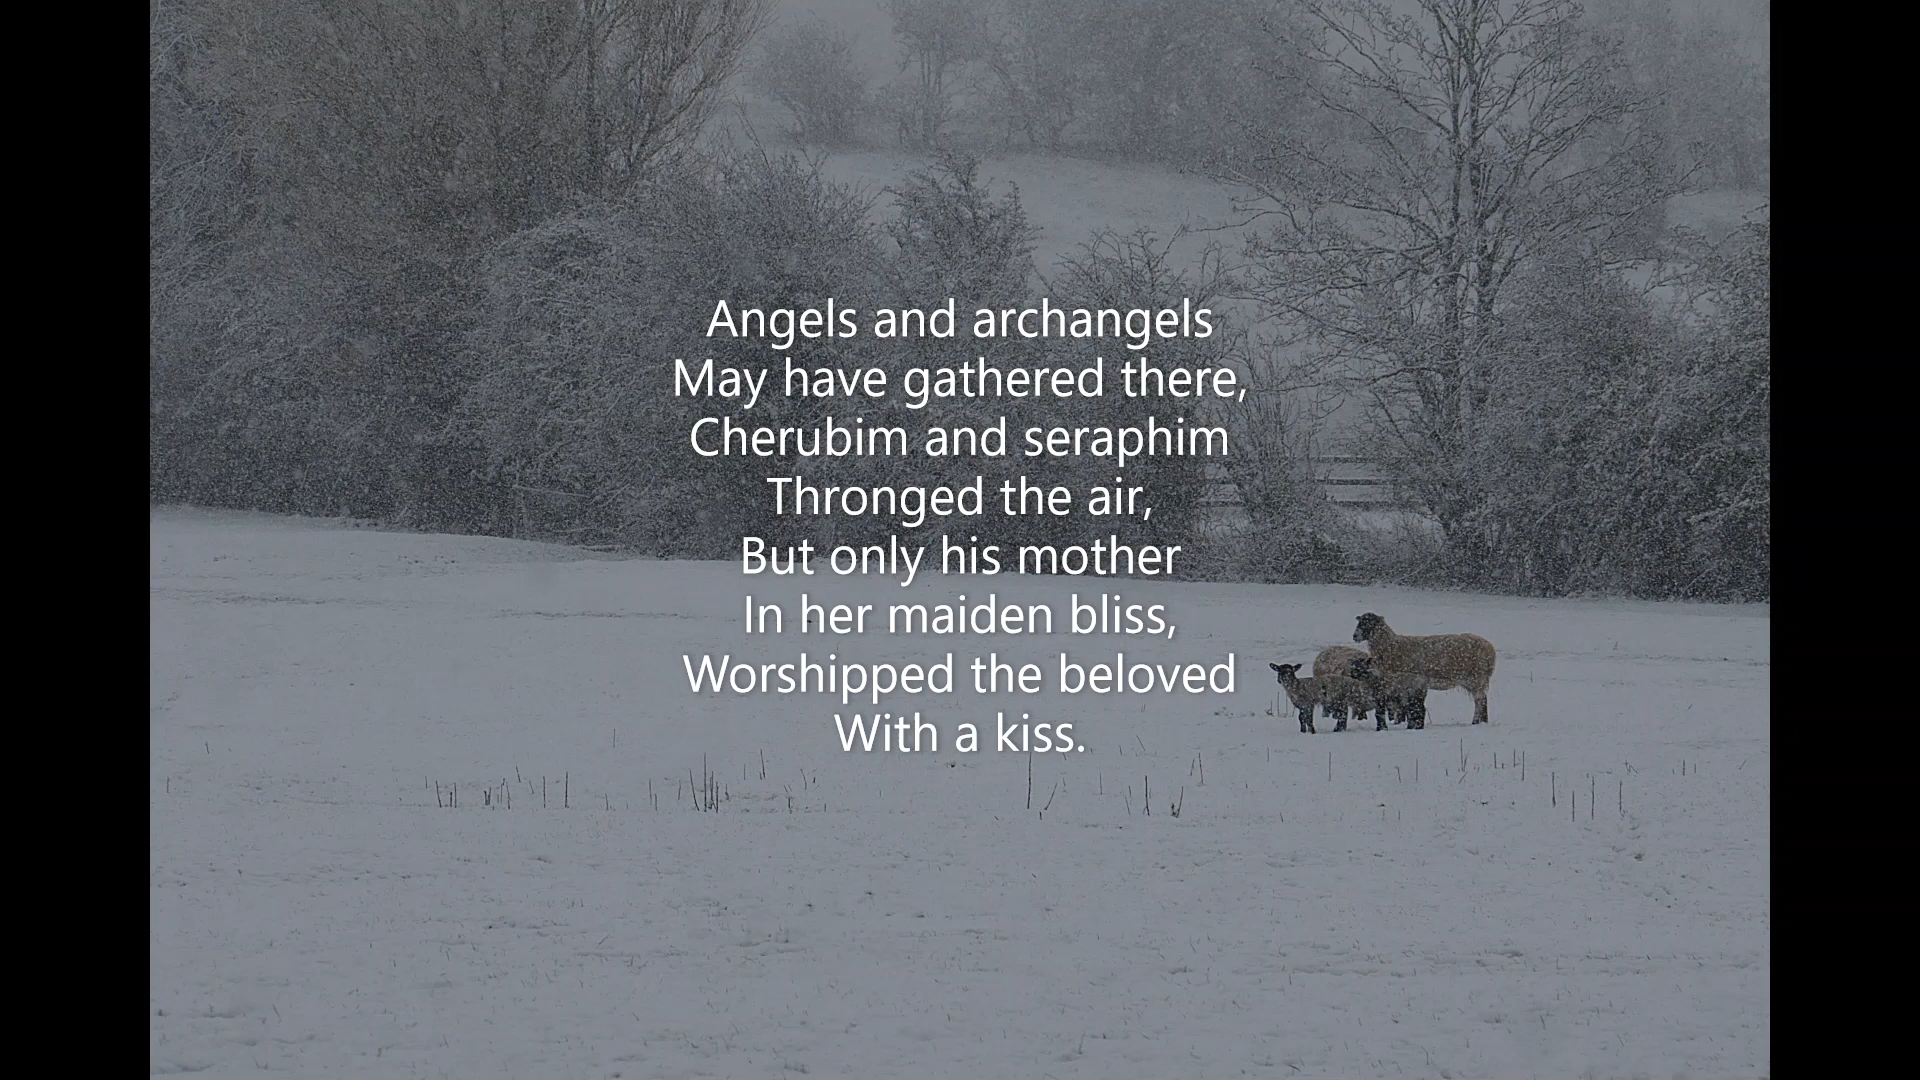 Angels and archangels
May have gathered there,
Cherubim and seraphim
Thronged the air,
But only his mother
In her maiden bliss,
Worshipped the beloved
With a kiss.